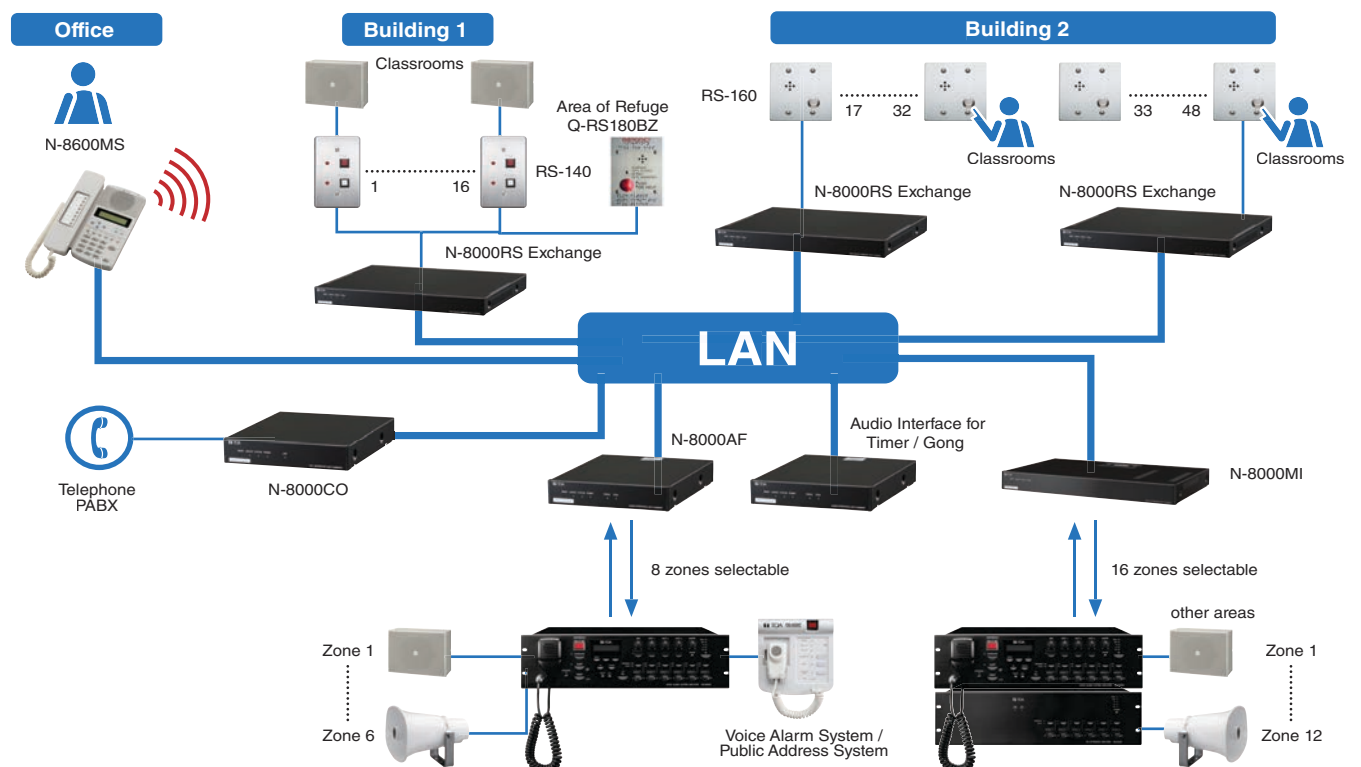 Office
Building 1
Building 2
Classrooms
N-8600MS
Area of Refuge
Q-RS180BZ
RS-140
1
16
RS-160
17
32
33
48
Classrooms
Classrooms
N-8000RS Exchange
N-8000RS Exchange
N-8000RS Exchange
LAN
Telephone
PABX
N-8000CO
N-8000AF
Audio Interface for
Timer / Gong
N-8000MI
8 zones selectable
16 zones selectable
other areas
Zone 1
Zone 6
Voice Alarm System /
Public Address System
Zone 1
Zone 12